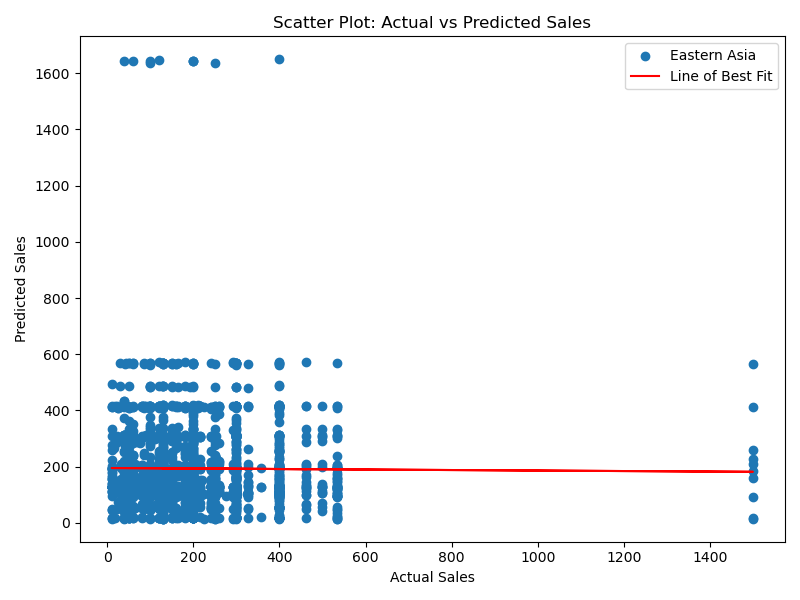 Scatter Plot: Actual vs Predicted Sales
Eastern Asia
Line of Best Fit
1600
1400
1200
1000
800
600
400
200
0
Predicted Sales
0 200 400 600 800 1000 1200 1400
Actual Sales